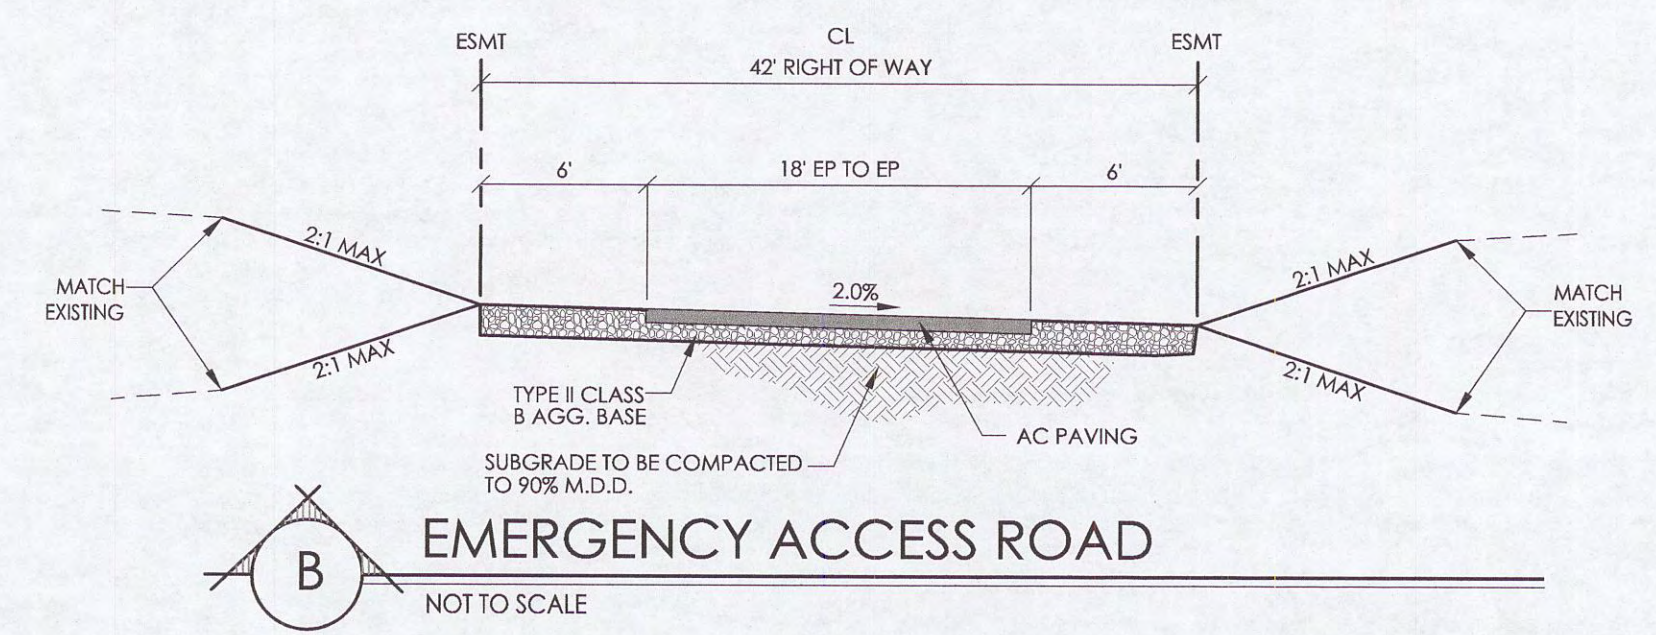 ESMT
CL
ESMT
42' RIGHT OF WAY
6'
18' EP TO EP
6'
2:1 MAX
2:1 MAX
MATCH
EXISTING
2.0%
MATCH
EXISTING
2:1 MAX
2:1 MAX
TYPE II CLASS
B AGG. BASE
AC PAVING
SUBGRADE TO BE COMPACTED
TO 90% M.D.D.
B
EMERGENCY ACCESS ROAD
NOT TO SCALE